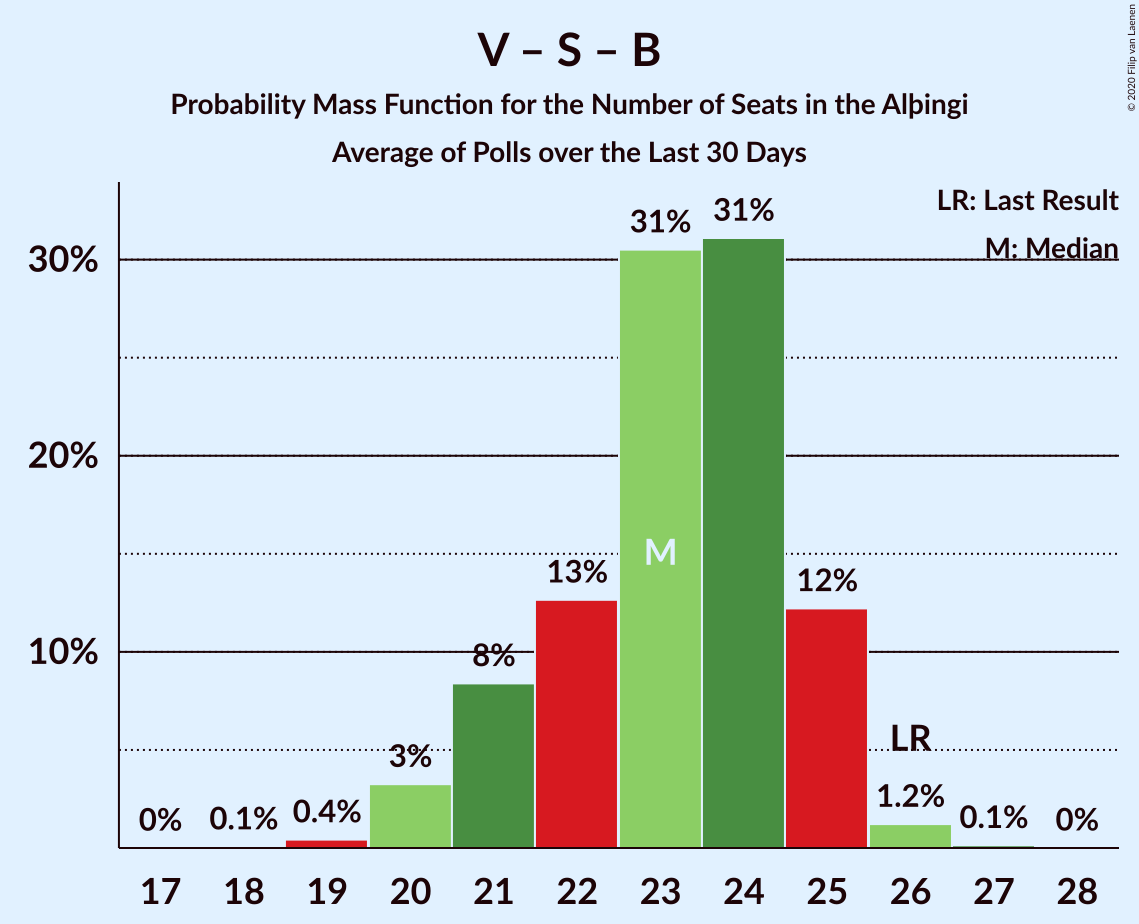 V – S – B
Probability Mass Function for the Number of Seats in the Alþingi
Average of Polls over the Last 30 Days
© 2020 Filip van Laenen
LR: Last Result
M: Median
30%
20%
10%
0%
0.1%
0.4%
3%
8%
13%
31%
31%
12%
1.2%
0.1%
0%
M
LR
17 18 19 20 21 22 23 24 25 26 27 28